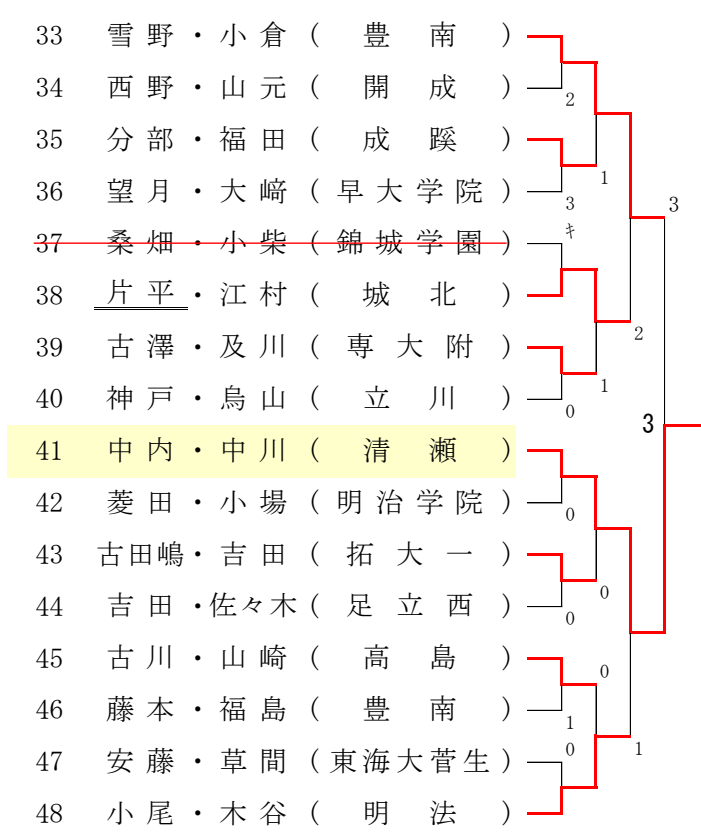 33 雪野・小倉(豊南)
34 西野・山元(開成)
2
35 分部・福田(成蹊)
1
36 望月・大﨑(早大学院)
3
3
キ
37 桑畑・小柴(錦城学園)
38 片平・江村(城北)
2
39 古澤・及川(専大附)
1
40 神戸・烏山(立川)
0
3
41 中内・中川(清瀬)
42 菱田・小場(明治学院)
0
43 古田嶋・吉田(拓大一)
0
44 吉田・佐々木(足立西)
0
45 古川・山崎(高島)
0
46 藤本・福島(豊南)
1
0
1
47 安藤・草間(東海大菅生)
48 小尾・木谷(明法)